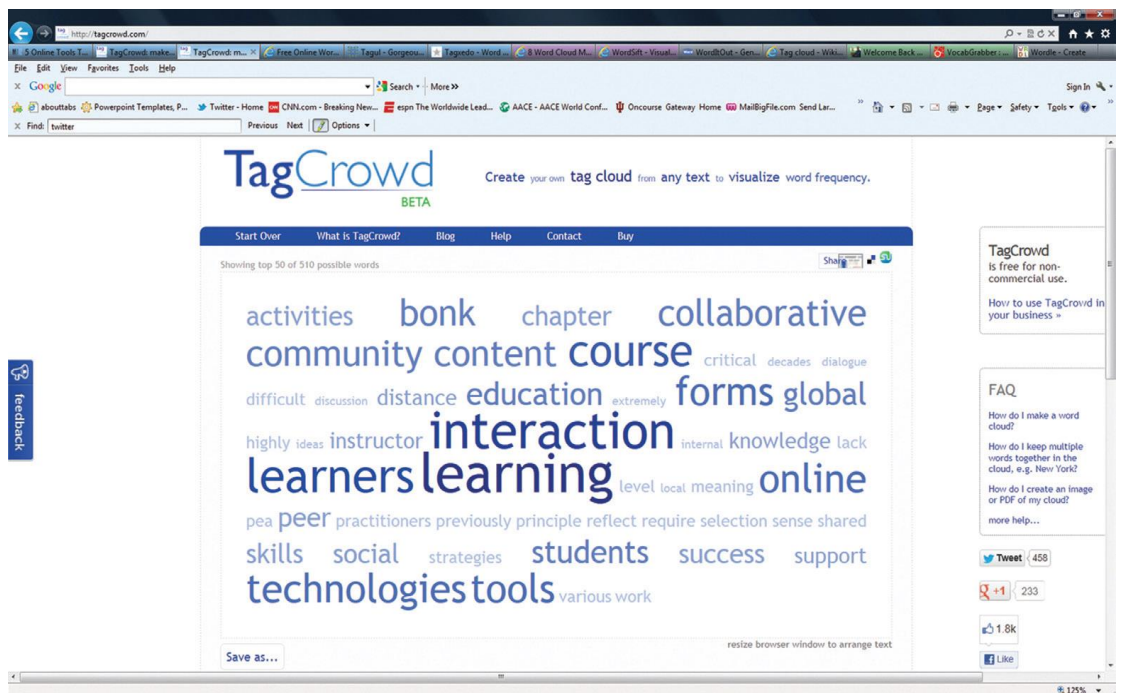 http://tagcrowd.com/
5 Online Tools T... TagCrowd: make... TagCrowd: m... Free Online Wor... Tagul - Gorgeou... Tagxedo - Word ... 8 Word Cloud M... WordSift - Visual... WordItOut - Gen... Tag cloud - Wiki... Welcome Back ... VocabGrabber : ... Wordle - Create
File Edit View Favorites Tools Help
x Google Search More >> Sign In
abouttabs Powerpoint Templates, P... Twitter - Home CNN.com - Breaking New... espn The Worldwide Lead... AACE - AACE World Conf... Oncourse Gateway Home MailBigFile.com Send Lar... Page Safety Tools
x Find: twitter Previous Next Options
TagCrowd
BETA
Create your own tag cloud from any text to visualize word frequency.
Start Over What is TagCrowd? Blog Help Contact Buy
Showing top 50 of 510 possible words
activities bonk chapter collaborative
community content course critical decades dialogue
difficult discussion distance education extremely forms global
highly ideas instructor interaction internal knowledge lack
learners learning level local meaning online
pea peer practitioners previously principle reflect require selection sense shared
skills social strategies students success support
technologies tools various work
resize browser window to arrange text
Save as...
feedback
TagCrowd
is free for non-
commercial use.
How to use TagCrowd in
your business »
FAQ
How do I make a word
cloud?
How do I keep multiple
words together in the
cloud, e.g. New York?
How do I create an image
or PDF of my cloud?
more help...
Tweet 458
+1 233
1.8k
Like
125%